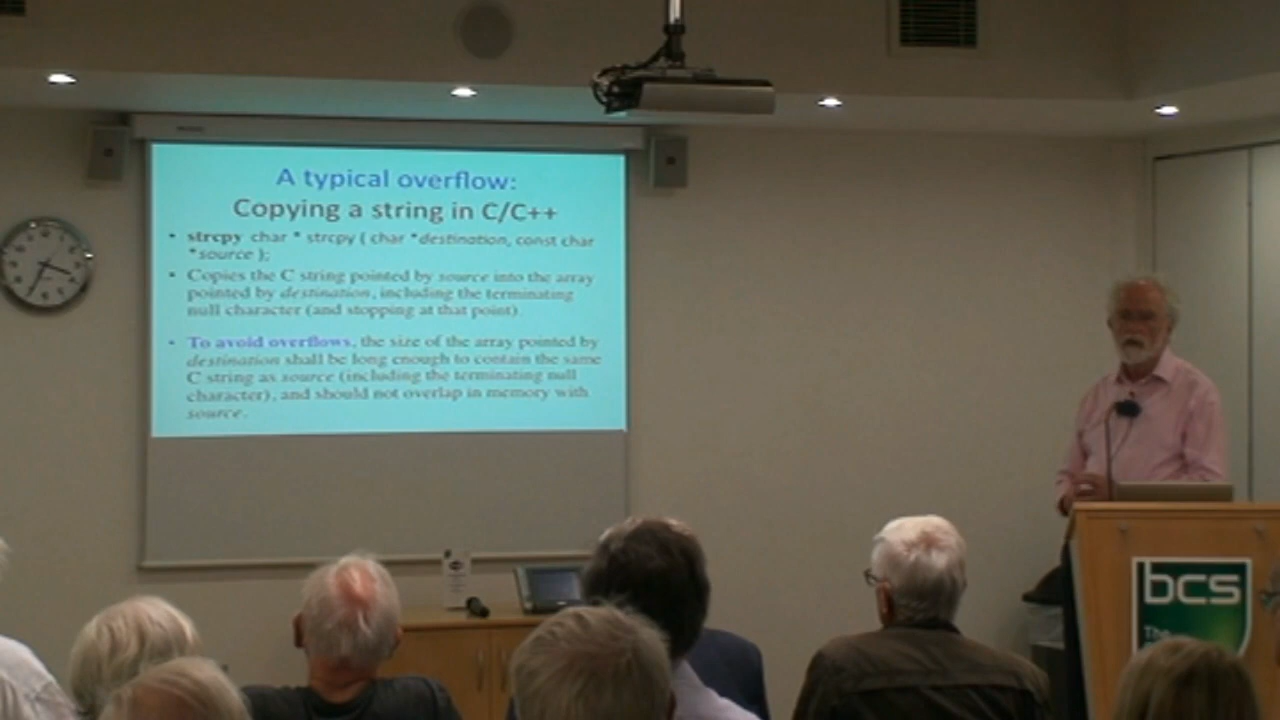 A typical overflow:
Copying a string in C/C++
• strcpy char * strcpy ( char *destination, const char
*source );
• Copies the C string pointed by source into the array
pointed by destination, including the terminating
null character (and stopping at that point).
• To avoid overflows, the size of the array pointed by
destination shall be long enough to contain the same
C string as source (including the terminating null
character), and should not overlap in memory with
source.
bcs
The